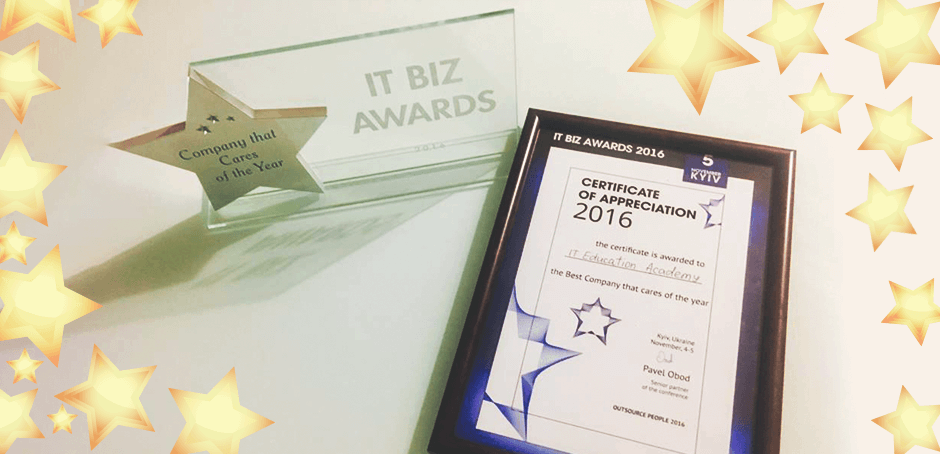 IT BIZ
AWARDS
2016
Company that
Cares
of the Year
IT BIZ AWARDS 2016
5
NOVEMBER
KYIV
CERTIFICATE
OF APPRECIATION
2016
the certificate is awarded to
IT Education Academy
the Best Company that cares of the year
Kyiv, Ukraine
November, 4-5
Pavel Obod
Senior partner
of the conference
OUTSOURCE PEOPLE 2016